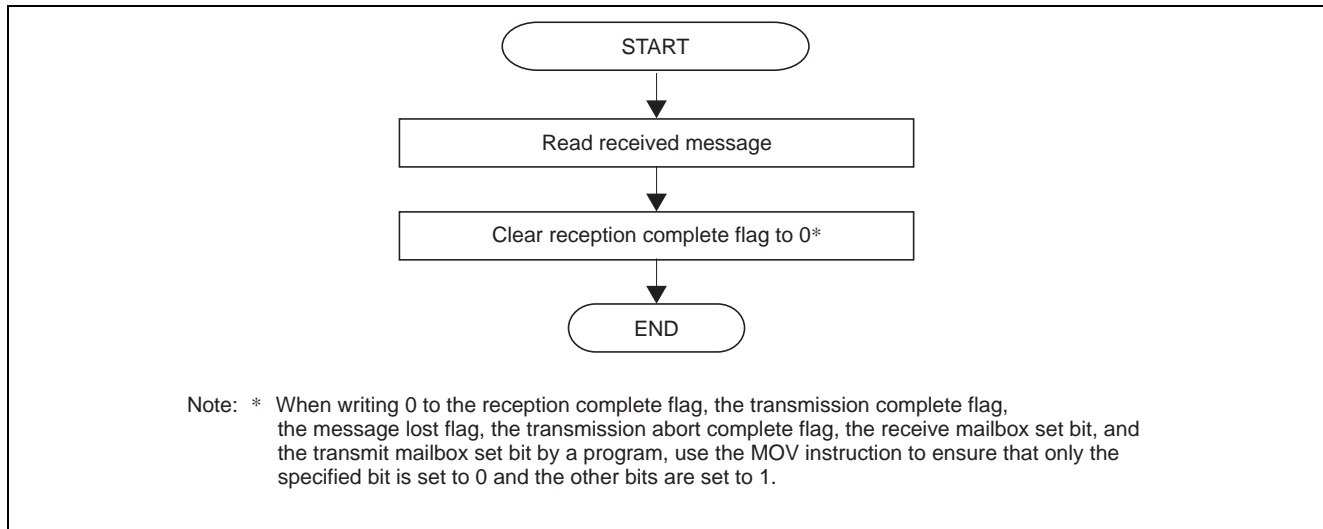 START
Read received message
Clear reception complete flag to 0*
END
Note: * When writing 0 to the reception complete flag, the transmission complete flag,
the message lost flag, the transmission abort complete flag, the receive mailbox set bit, and
the transmit mailbox set bit by a program, use the MOV instruction to ensure that only the
specified bit is set to 0 and the other bits are set to 1.